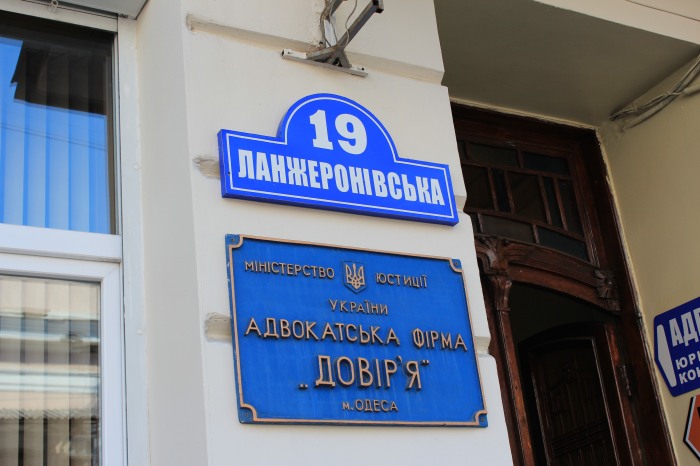 19
ЛАНЖЕРОНІВСЬКА
МІНІСТЕРСТВО ЮСТИЦІЇ
УКРАЇНИ
АДВОКАТСЬКА ФІРМА
„ДОВІР'Я"
м. ОДЕСА